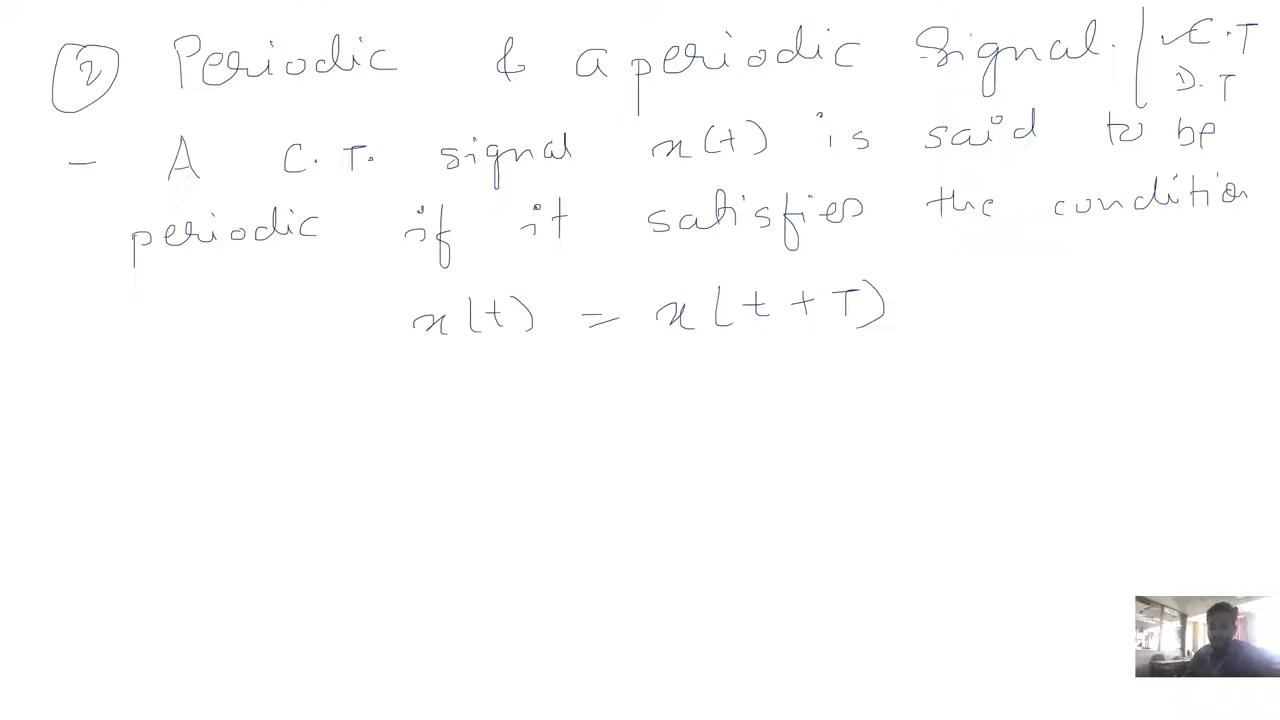 ② Periodic & aperiodic Signal. | ✓C.T
D.T
- A C.T. signal x(t) is said to be
periodic if it satisfies the condition
x(t) = x(t + T)